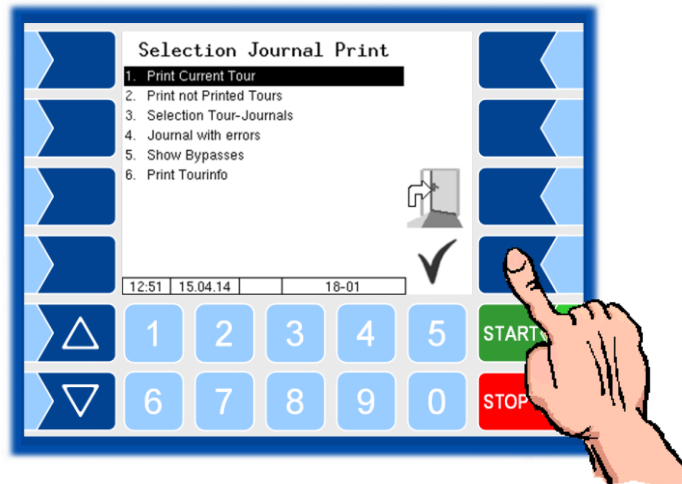 Selection Journal Print
1. Print Current Tour
2. Print not Printed Tours
3. Selection Tour-Journals
4. Journal with errors
5. Show Bypasses
6. Print Tourinfo
12:51 15.04.14 18-01
1 2 3 4 5 START
6 7 8 9 0 STOP